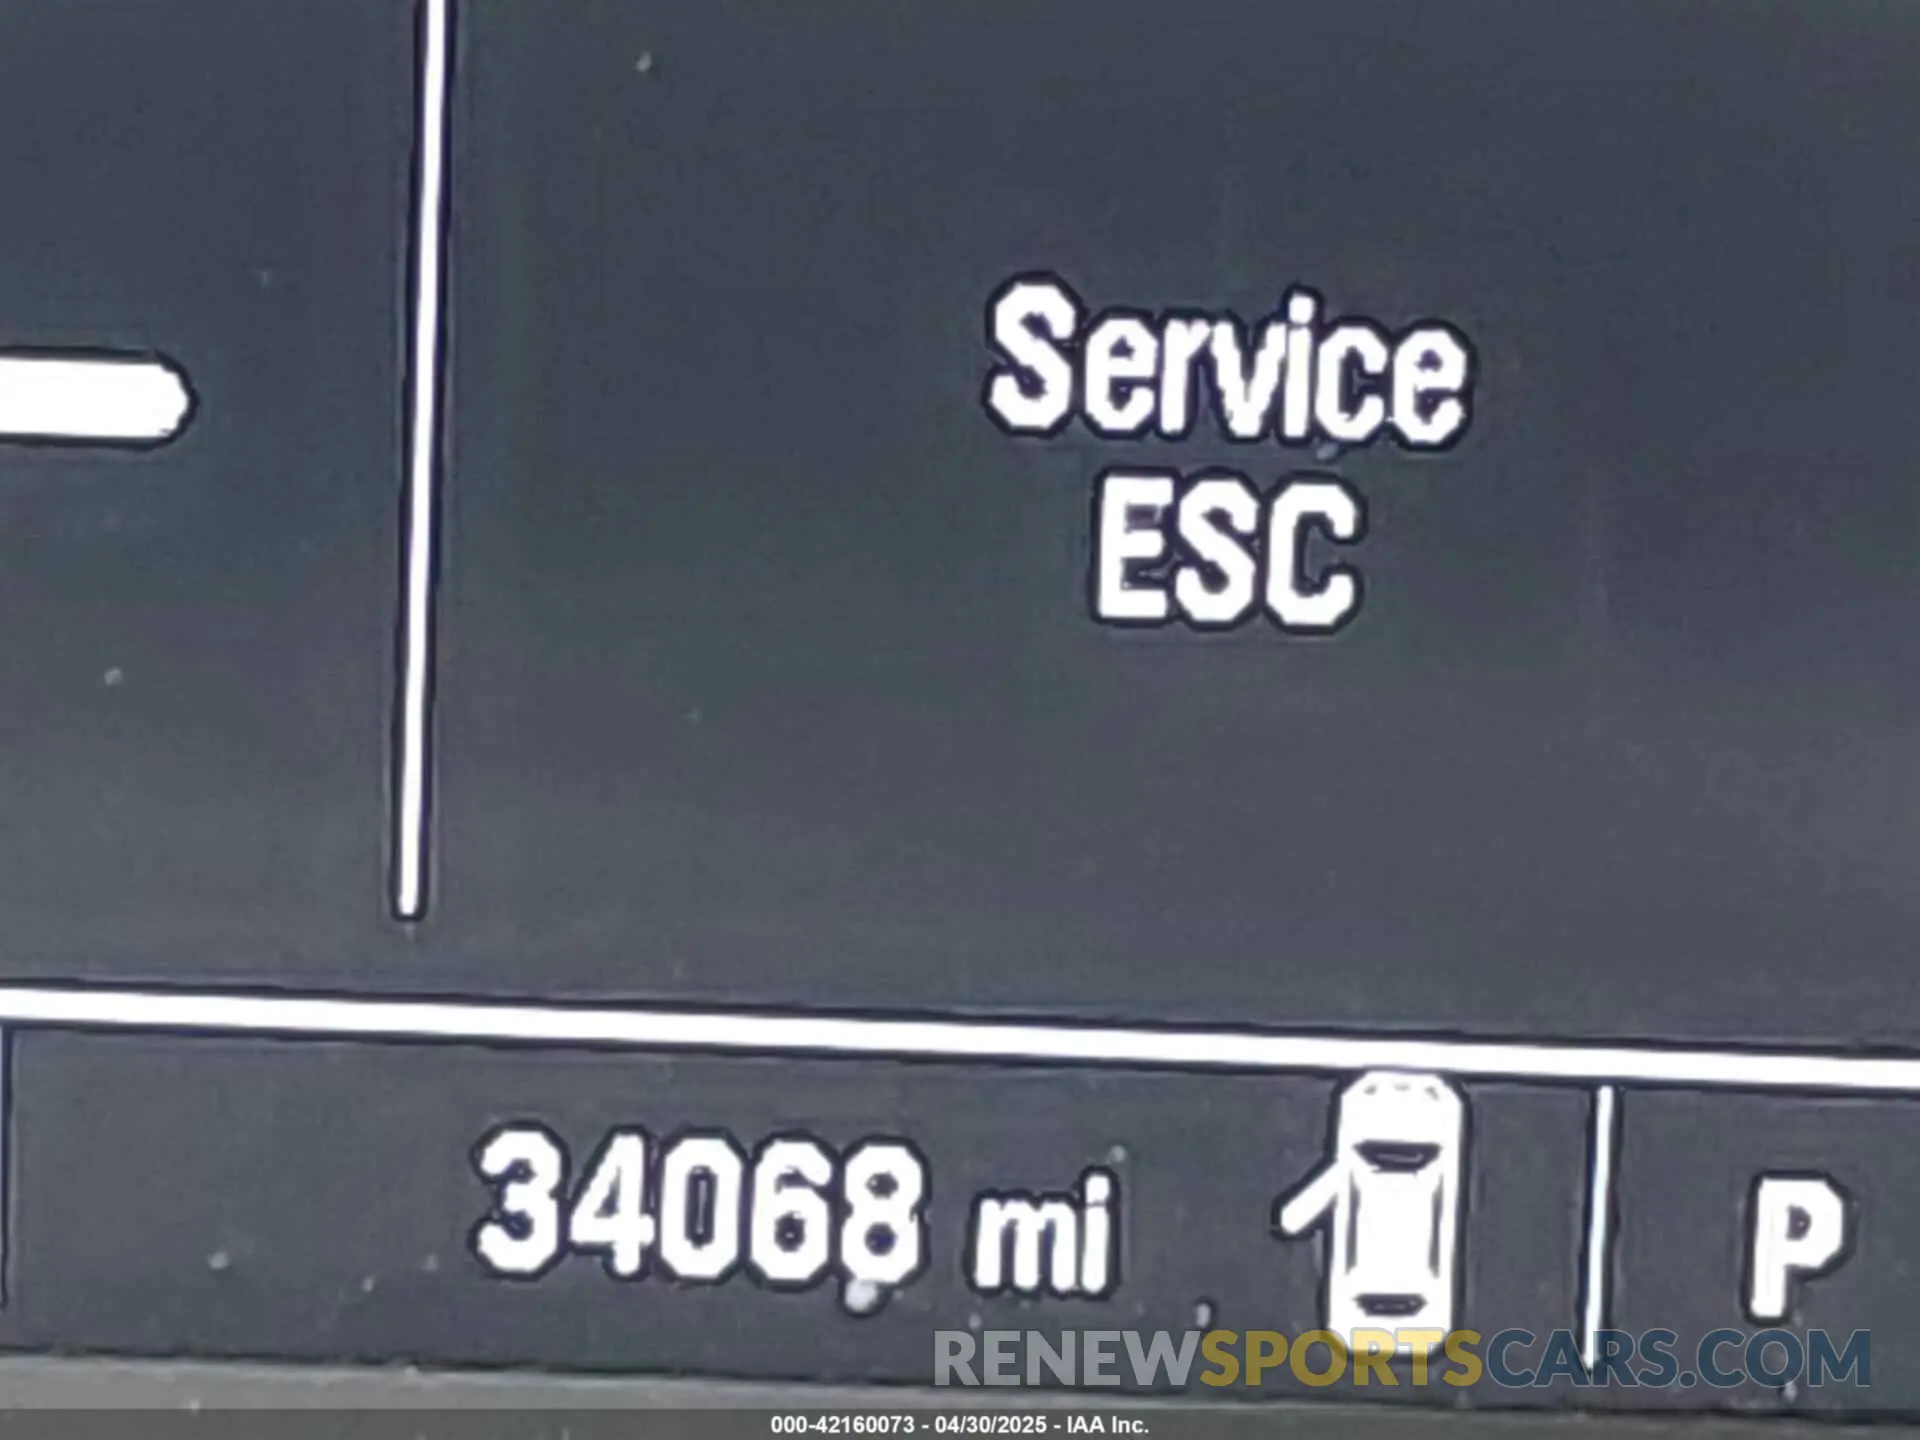 Service
ESC
34068 mi
P
RENEWSPORTSCARS.COM
000-42160073 - 04/30/2025 - IAA Inc.